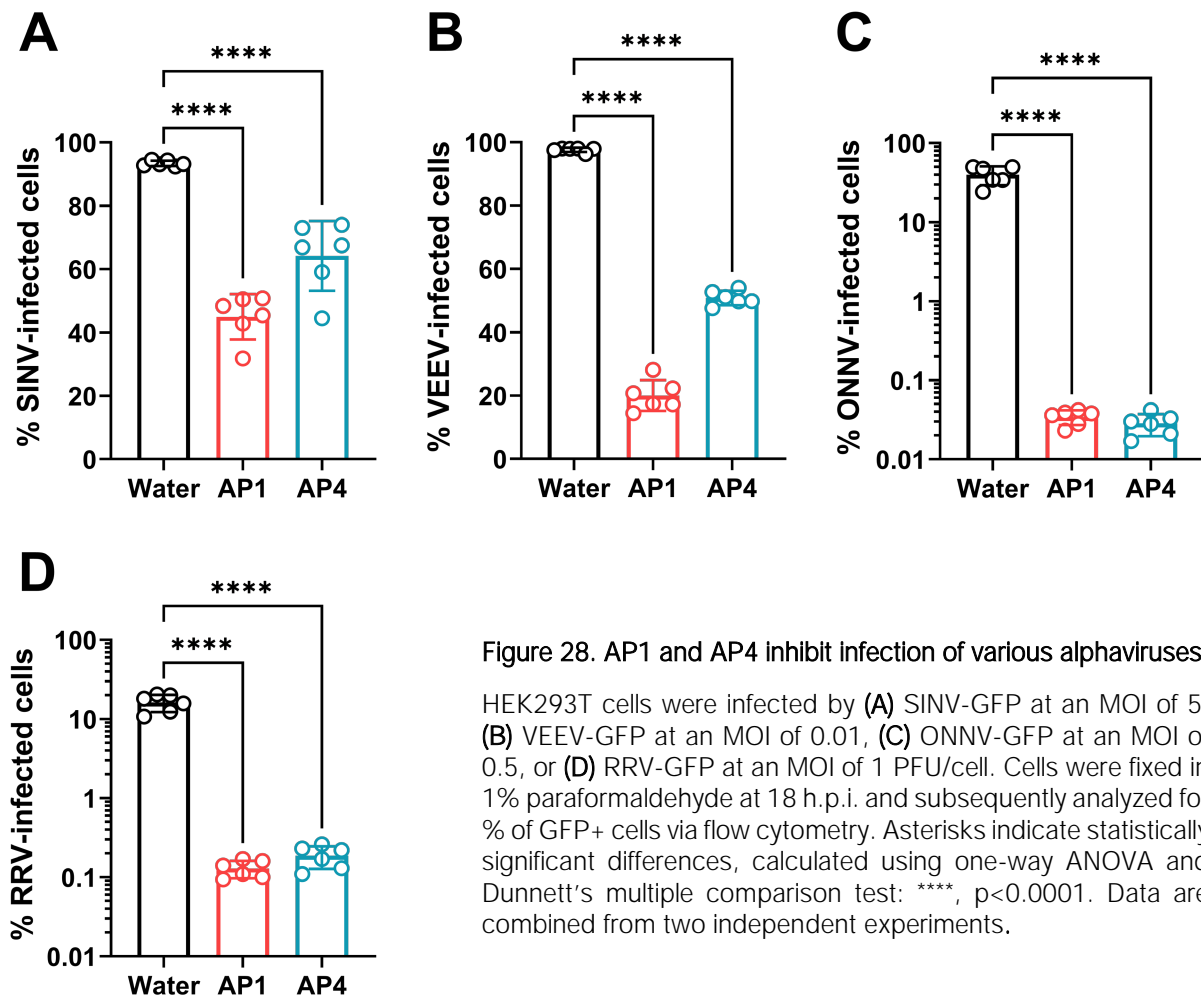 A
****
****
% SINV-infected cells
100
80
60
40
20
0
Water AP1 AP4
B
****
****
% VEEV-infected cells
100
80
60
40
20
0
Water AP1 AP4
C
****
****
% ONNV-infected cells
100
10
1
0.1
0.01
Water AP1 AP4
D
****
****
% RRV-infected cells
100
10
1
0.1
0.01
Water AP1 AP4
Figure 28. AP1 and AP4 inhibit infection of various alphaviruses
HEK293T cells were infected by (A) SINV-GFP at an MOI of 5
(B) VEEV-GFP at an MOI of 0.01, (C) ONNV-GFP at an MOI o
0.5, or (D) RRV-GFP at an MOI of 1 PFU/cell. Cells were fixed in
1% paraformaldehyde at 18 h.p.i. and subsequently analyzed fo
% of GFP+ cells via flow cytometry. Asterisks indicate statistically
significant differences, calculated using one-way ANOVA and
Dunnett's multiple comparison test: ****, p<0.0001. Data are
combined from two independent experiments.